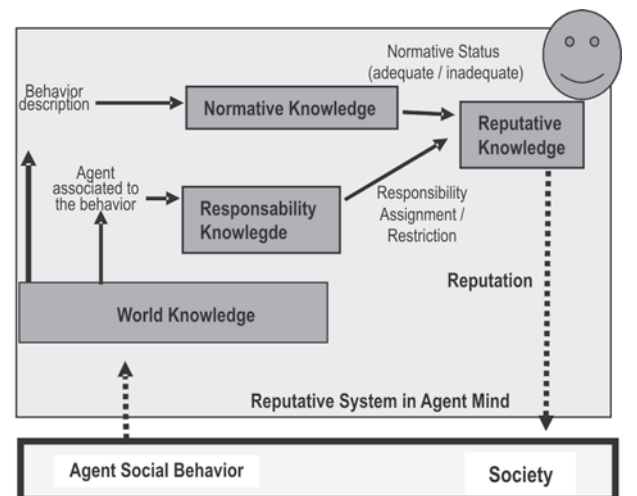 Normative Status
(adequate / inadequate)
Behavior
description
Normative Knowledge
Reputative
Knowledge
Agent
associated to
the behavior
Responsability
Knowlegde
Responsibility
Assignment /
Restriction
Reputation
World Knowledge
Reputative System in Agent Mind
Agent Social Behavior
Society